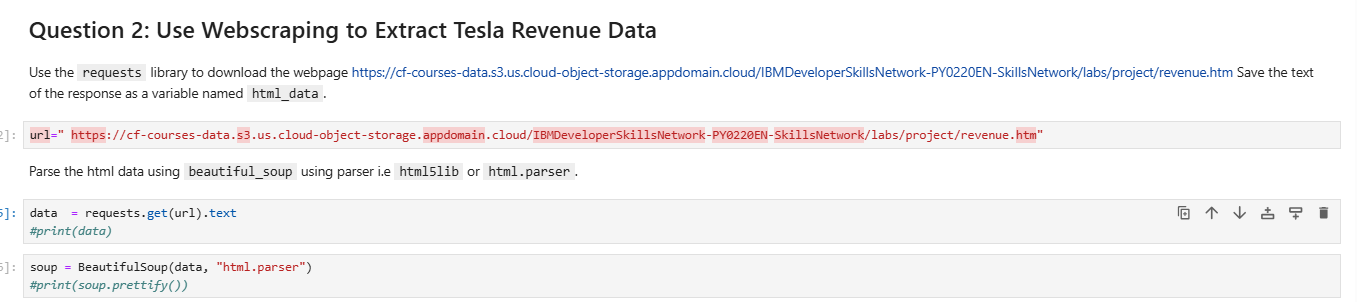 Question 2: Use Webscraping to Extract Tesla Revenue Data
Use the requests library to download the webpage https://cf-courses-data.s3.us.cloud-object-storage.appdomain.cloud/IBMDeveloperSkillsNetwork-PY0220EN-SkillsNetwork/labs/project/revenue.htm Save the text
of the response as a variable named html_data.
2]: url=" https://cf-courses-data.s3.us.cloud-object-storage.appdomain.cloud/IBMDeveloperSkillsNetwork-PY0220EN-SkillsNetwork/labs/project/revenue.htm"
Parse the html data using beautiful_soup using parser i.e html5lib or html.parser.
5]: data  = requests.get(url).text
#print(data)
]: soup = BeautifulSoup(data, "html.parser")
#print(soup.prettify())